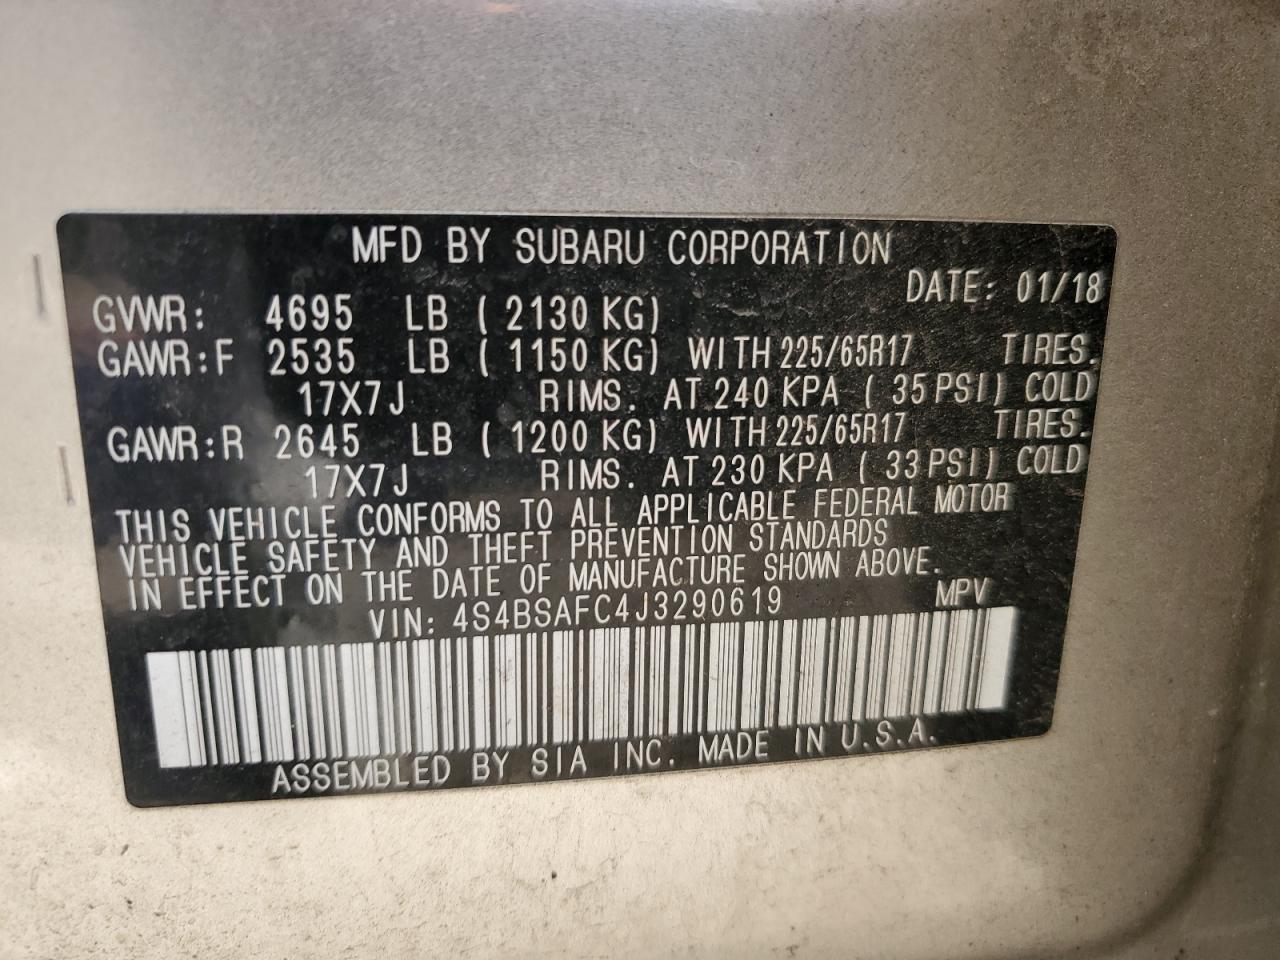 MFD BY SUBARU CORPORATION
DATE: 01/18
GVWR: 4695 LB ( 2130 KG)
GAWR:F 2535 LB ( 1150 KG) WITH 225/65R17 TIRES.
17X7J RIMS. AT 240 KPA ( 35 PSI) COLD
GAWR:R 2645 LB ( 1200 KG) WITH 225/65R17 TIRES.
17X7J RIMS. AT 230 KPA ( 33 PSI) COLD
THIS VEHICLE CONFORMS TO ALL APPLICABLE FEDERAL MOTOR
VEHICLE SAFETY AND THEFT PREVENTION STANDARDS
IN EFFECT ON THE DATE OF MANUFACTURE SHOWN ABOVE.
VIN: 4S4BSAFC4J3290619 MPV
ASSEMBLED BY SIA INC. MADE IN U.S.A.